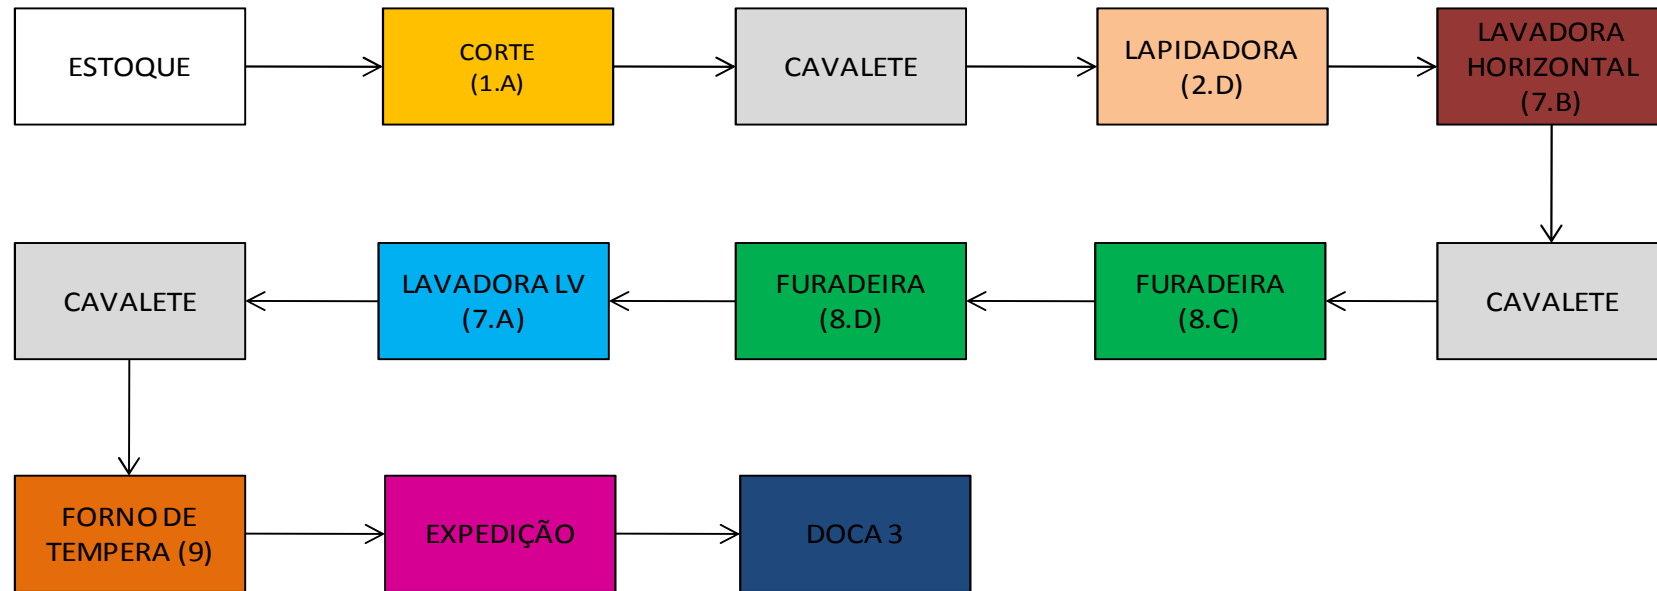 ESTOQUE
CORTE
(1.A)
CAVALETE
LAPIDADORA
(2.D)
LAVADORA
HORIZONTAL
(7.B)
CAVALETE
LAVADORA LV
(7.A)
FURADEIRA
(8.D)
FURADEIRA
(8.C)
CAVALETE
FORNO DE
TEMPERA (9)
EXPEDIÇÃO
DOCA 3